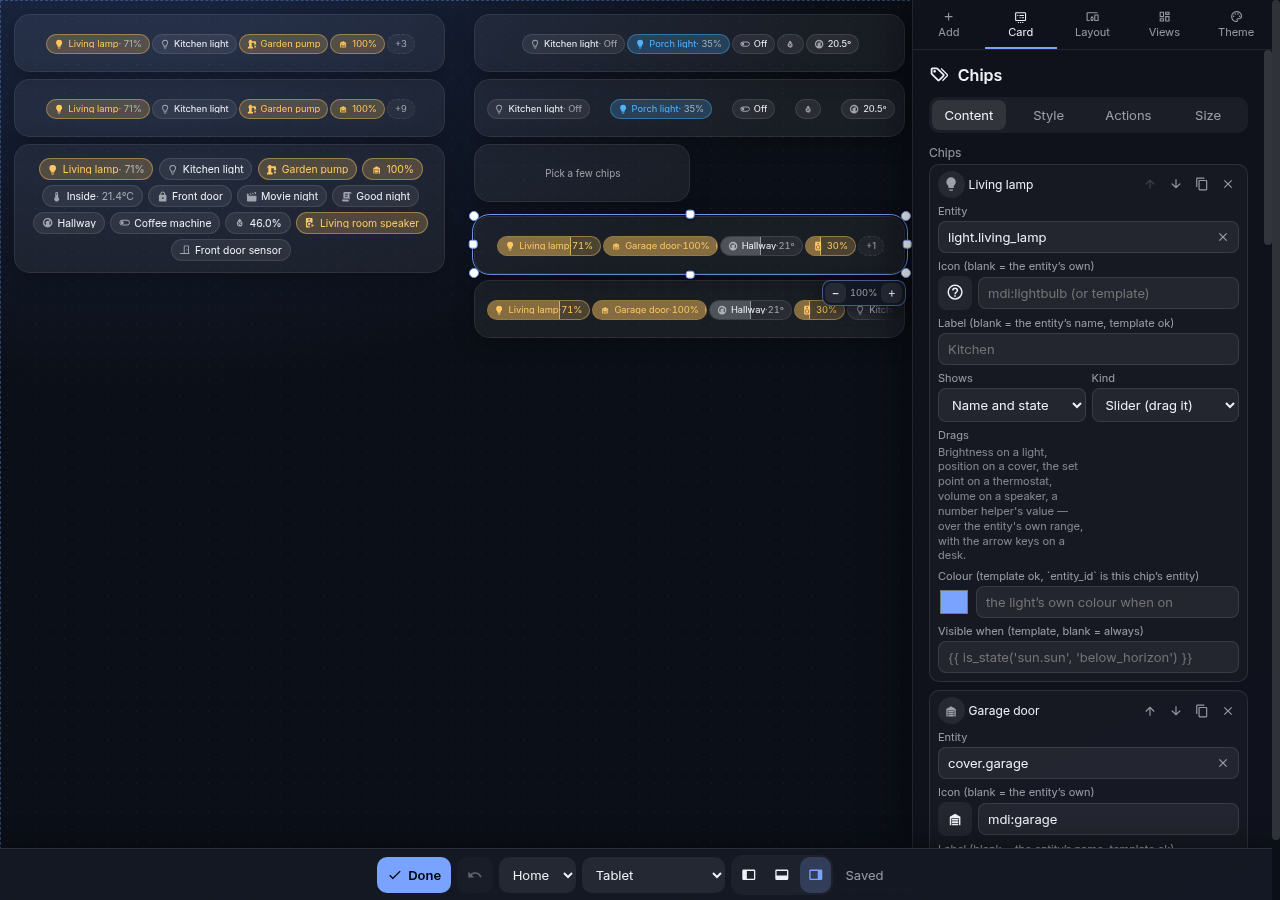 Living lamp· 71%
Kitchen light
Garden pump
100%
+3
Living lamp· 71%
Kitchen light
Garden pump
100%
+9
Living lamp· 71%
Kitchen light
Garden pump
100%
Inside· 21.4°C
Front door
Movie night
Good night
Hallway
Coffee machine
46.0%
Living room speaker
Front door sensor
Kitchen light· Off
Porch light· 35%
Off
20.5°
Kitchen light· Off
Porch light· 35%
Off
20.5°
Pick a few chips
Living lamp 71%
Garage door·100%
Hallway·21°
30%
+1
− 100% +
Living lamp 71%
Garage door·100%
Hallway·21°
30%
Kitch
Add
Card
Layout
Views
Theme
Chips
Content
Style
Actions
Size
Chips
Living lamp
Entity
light.living_lamp
Icon (blank = the entity's own)
mdi:lightbulb (or template)
Label (blank = the entity's name, template ok)
Kitchen
Shows
Kind
Name and state
Slider (drag it)
Drags
Brightness on a light,
position on a cover, the set
point on a thermostat,
volume on a speaker, a
number helper's value —
over the entity's own range,
with the arrow keys on a
desk.
Colour (template ok, `entity_id` is this chip's entity)
the light's own colour when on
Visible when (template, blank = always)
{{ is_state('sun.sun', 'below_horizon') }}
Garage door
Entity
cover.garage
Icon (blank = the entity's own)
mdi:garage
Label (blank = the entity's name, template ok)
Done
Home
Tablet
Saved